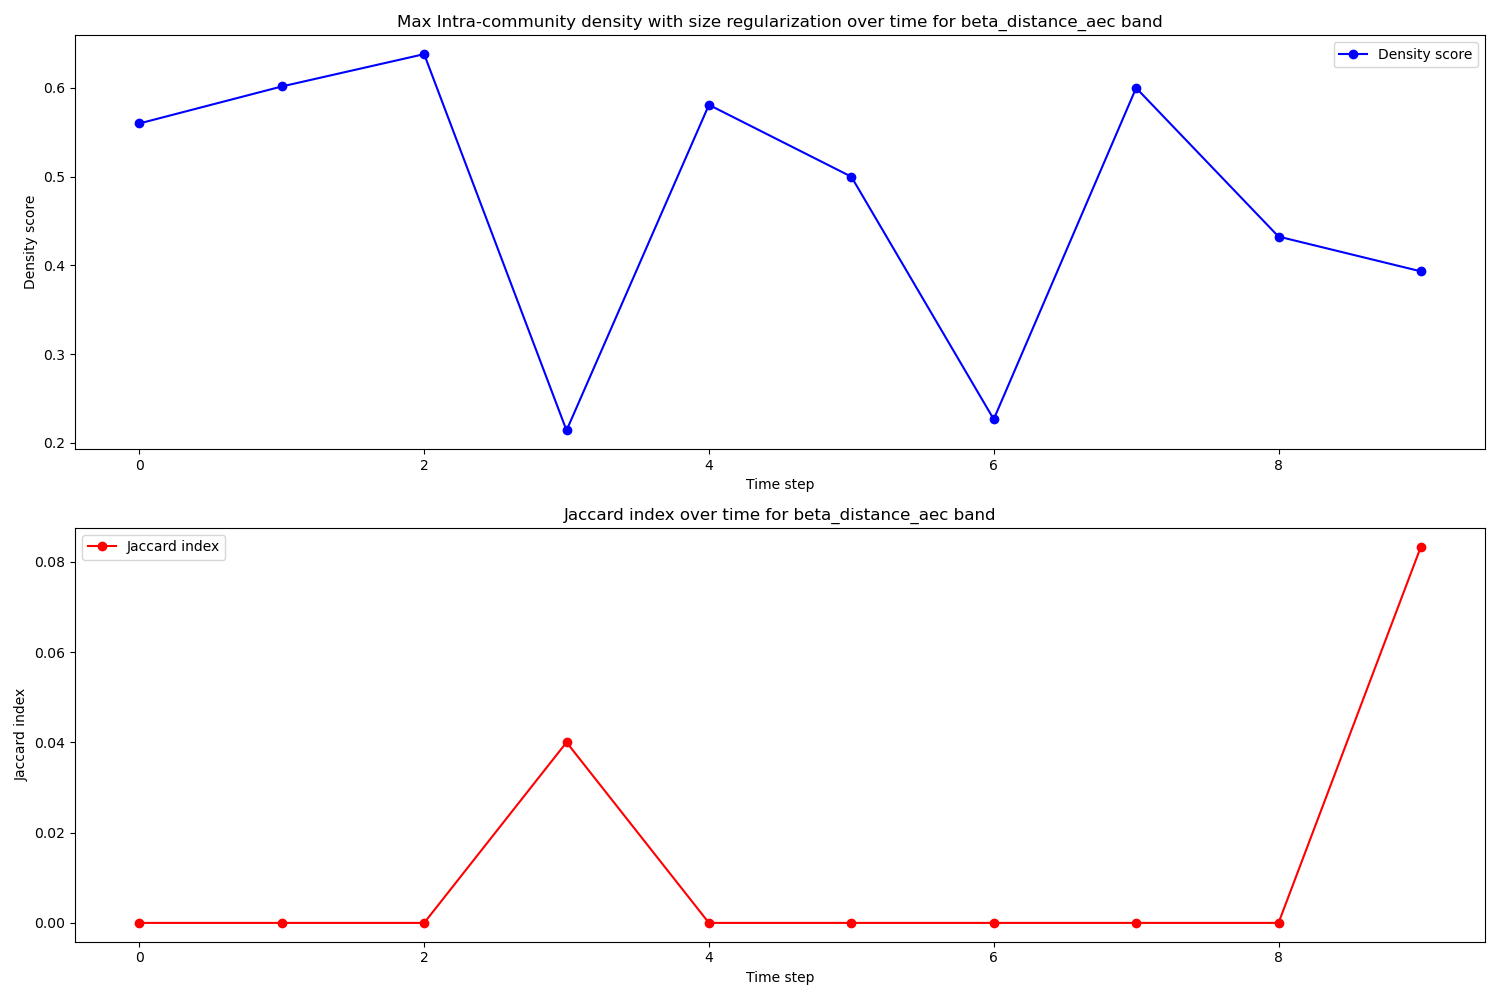 Max Intra-community density with size regularization over time for beta_distance_aec band
Density score
Density score
0.6
0.5
0.4
0.3
0.2
0 2 4 6 8
Time step
Jaccard index over time for beta_distance_aec band
Jaccard index
Jaccard index
0.08
0.06
0.04
0.02
0.00
0 2 4 6 8
Time step